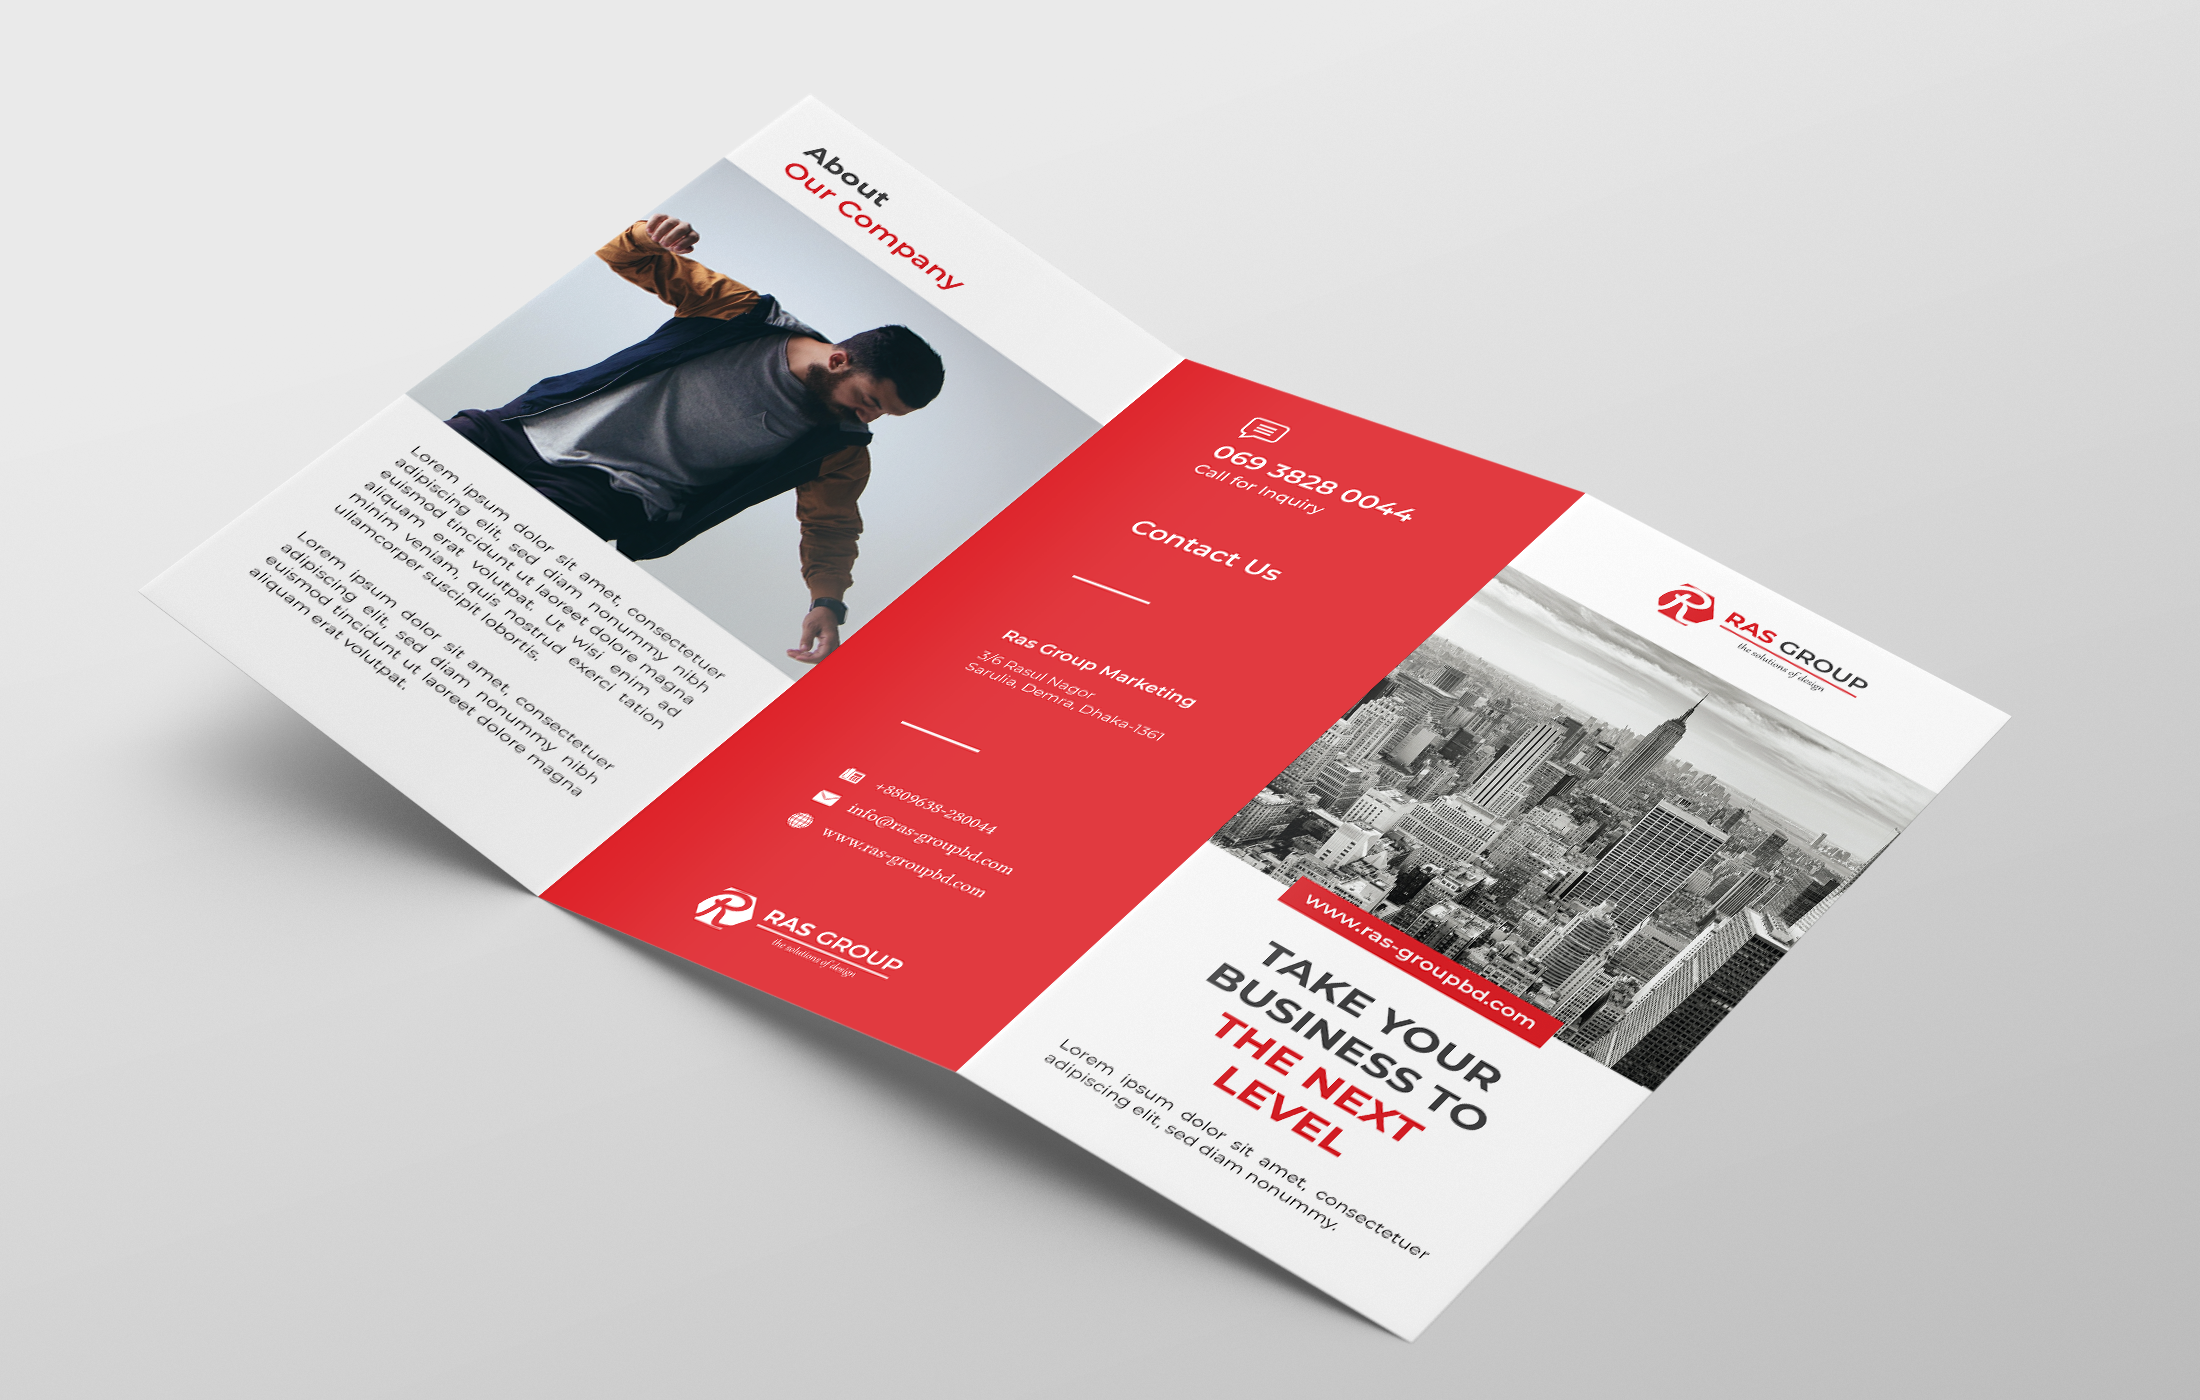 About
Our Company
Lorem ipsum dolor sit amet, consectetuer
adipiscing elit, sed diam nonummy nibh
euismod tincidunt ut laoreet dolore magna
aliquam erat volutpat. Ut wisi enim ad
minim veniam, quis nostrud exerci tation
ullamcorper suscipit lobortis.
Lorem ipsum dolor sit amet, consectetuer
adipiscing elit, sed diam nonummy nibh
euismod tincidunt ut laoreet dolore magna
aliquam erat volutpat.
069 3828 0044
Call for Inquiry
Contact Us
Ras Group Marketing
3/6 Rasul Nagor
Sarulia, Demra, Dhaka-1361
+8809638-280044
info@ras-groupbd.com
www.ras-groupbd.com
RAS GROUP
the solutions of design
RAS GROUP
the solutions of design
www.ras-groupbd.com
TAKE YOUR
BUSINESS TO
THE NEXT
LEVEL
Lorem ipsum dolor sit amet, consectetuer
adipiscing elit, sed diam nonummy.